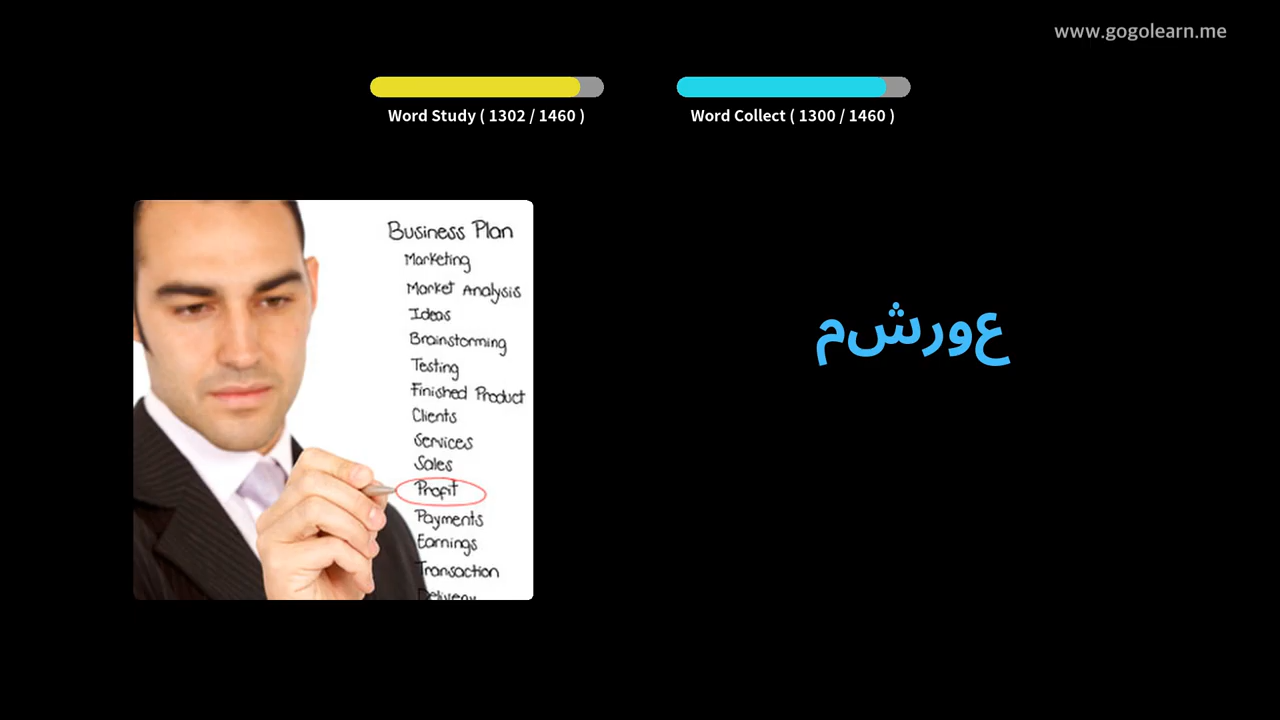 www.gogolearn.me
Word Study ( 1302 / 1460 )
Word Collect ( 1300 / 1460 )
Business Plan
Marketing
Market Analysis
Ideas
Brainstorming
Testing
Finished Product
Clients
Services
Sales
Profit
Payments
Earnings
Transaction
Delivery
مشروع